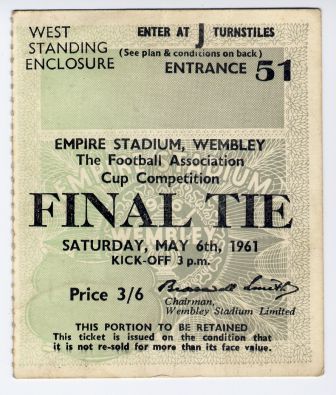 WEST STANDING ENCLOSURE
ENTER AT J TURNSTILES
(See plan & conditions on back)
ENTRANCE 51
EMPIRE STADIUM, WEMBLEY
The Football Association
Cup Competition
FINAL TIE
SATURDAY, MAY 6th, 1961
KICK-OFF 3 p.m.
Price 3/6
Chairman,
Wembley Stadium Limited
THIS PORTION TO BE RETAINED
This ticket is issued on the condition that
it is not re-sold for more than its face value.